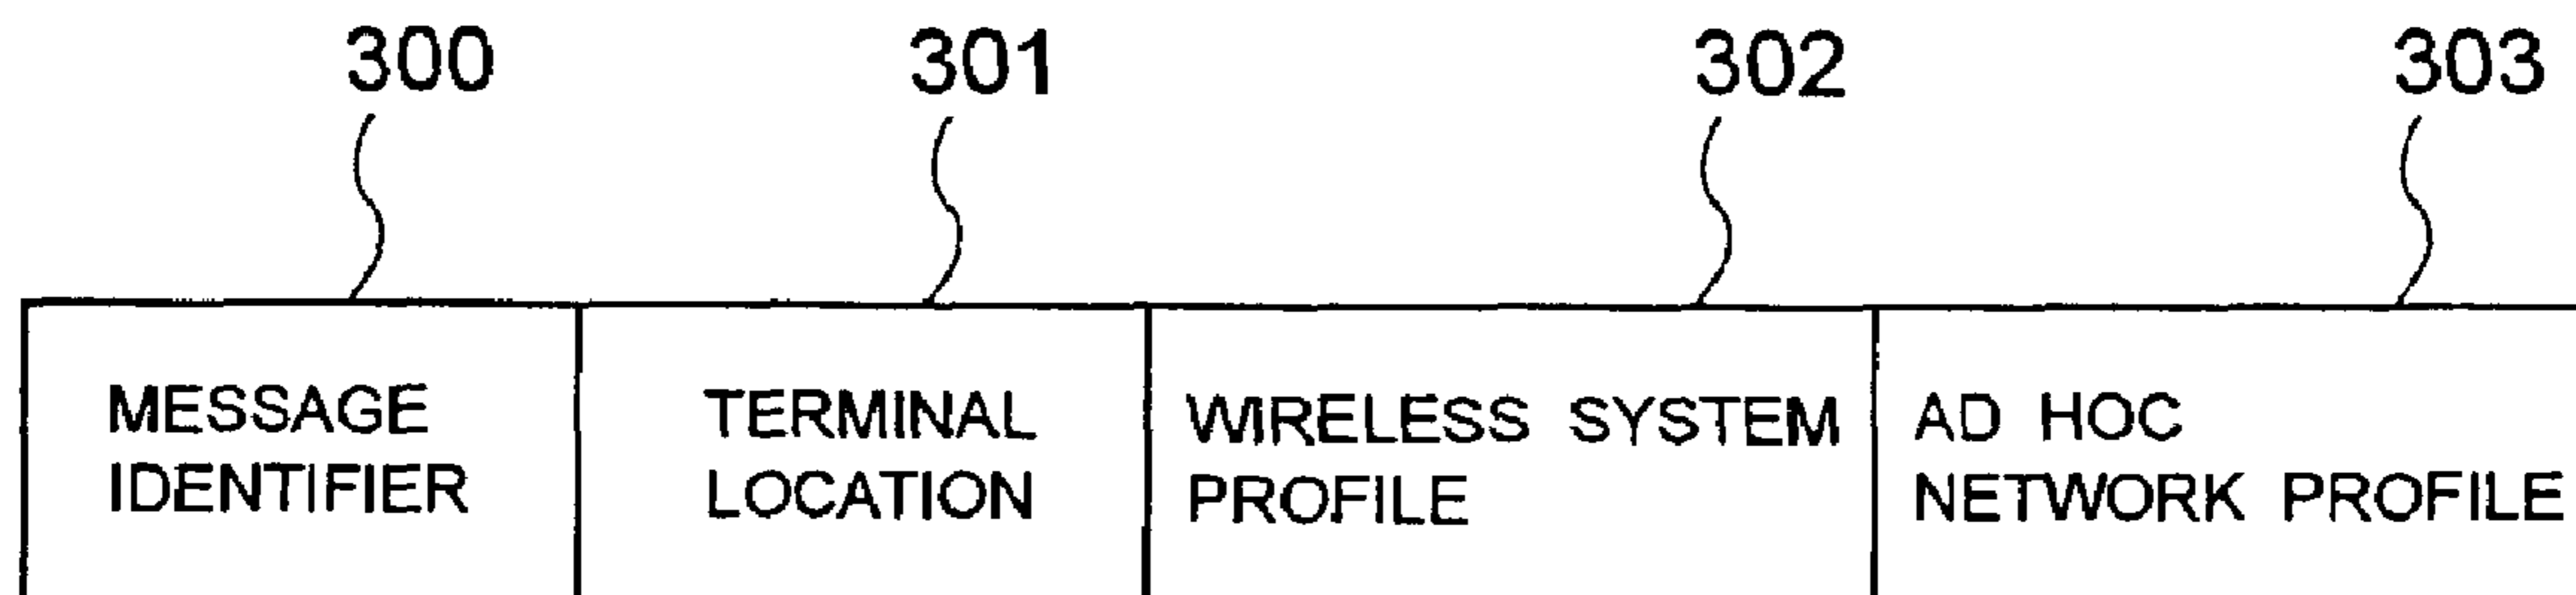 300 301 302 303
MESSAGE IDENTIFIER
TERMINAL LOCATION
WIRELESS SYSTEM PROFILE
AD HOC NETWORK PROFILE